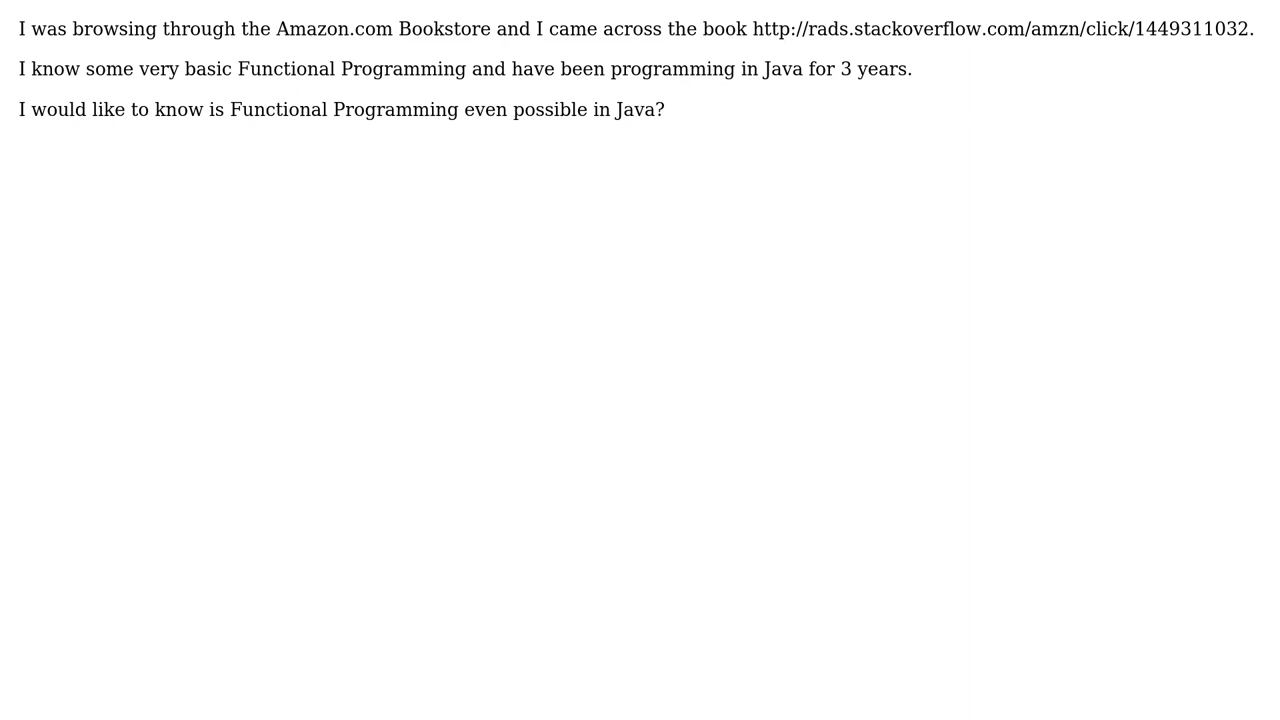 I was browsing through the Amazon.com Bookstore and I came across the book http://rads.stackoverflow.com/amzn/click/1449311032.
I know some very basic Functional Programming and have been programming in Java for 3 years.
I would like to know is Functional Programming even possible in Java?